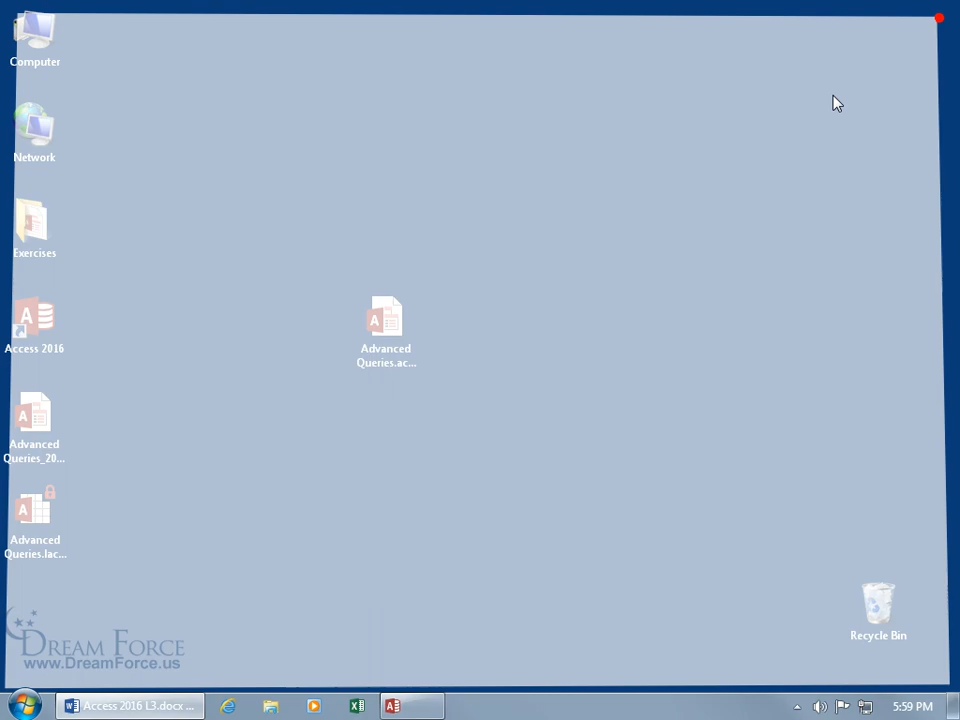 Computer
Network
Exercises
Access 2016
Advanced
Queries_20...
Advanced
Queries.lac...
Advanced
Queries.ac...
Recycle Bin
DREAM FORCE
www.DreamForce.us
Access 2016 L3.docx ...
5:59 PM